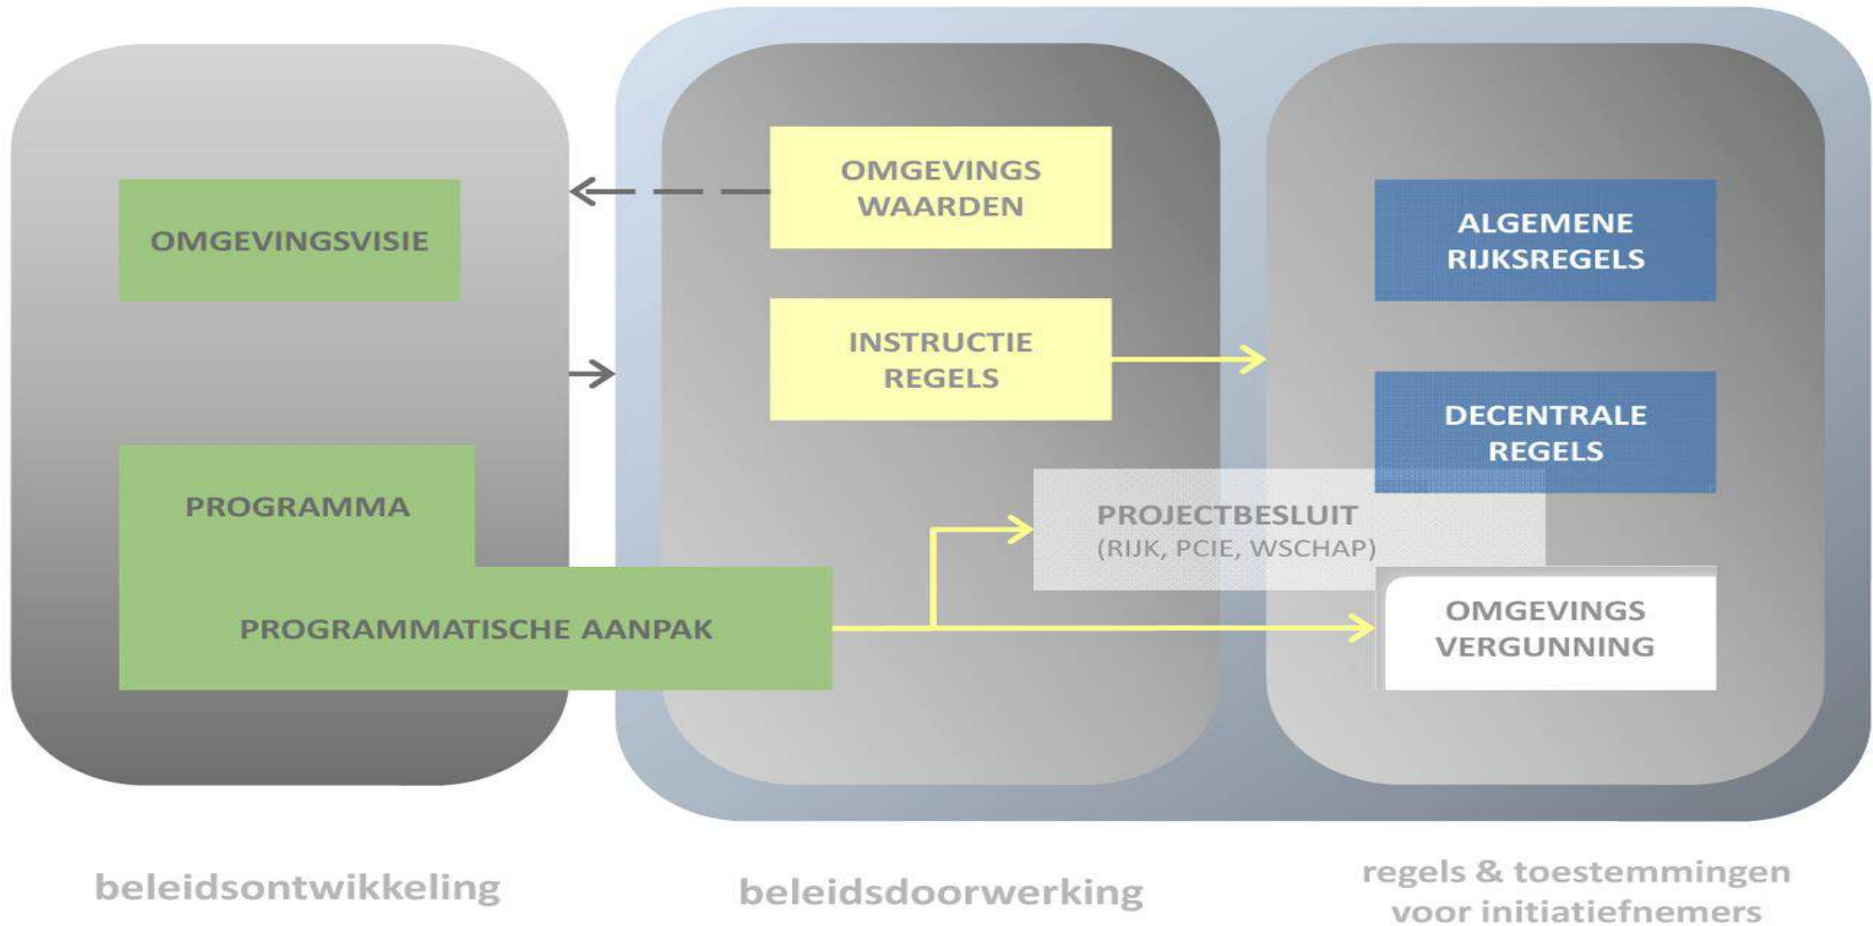 OMGEVINGSVISIE
PROGRAMMA
PROGRAMMATISCHE AANPAK
OMGEVINGS
WAARDEN
INSTRUCTIE
REGELS
PROJECTBESLUIT
(RIJK, PCIE, WSCHAP)
ALGEMENE
RIJKSREGELS
DECENTRALE
REGELS
OMGEVINGS
VERGUNNING
beleidsontwikkeling
beleidsdoorwerking
regels & toestemmingen
voor initiatiefnemers